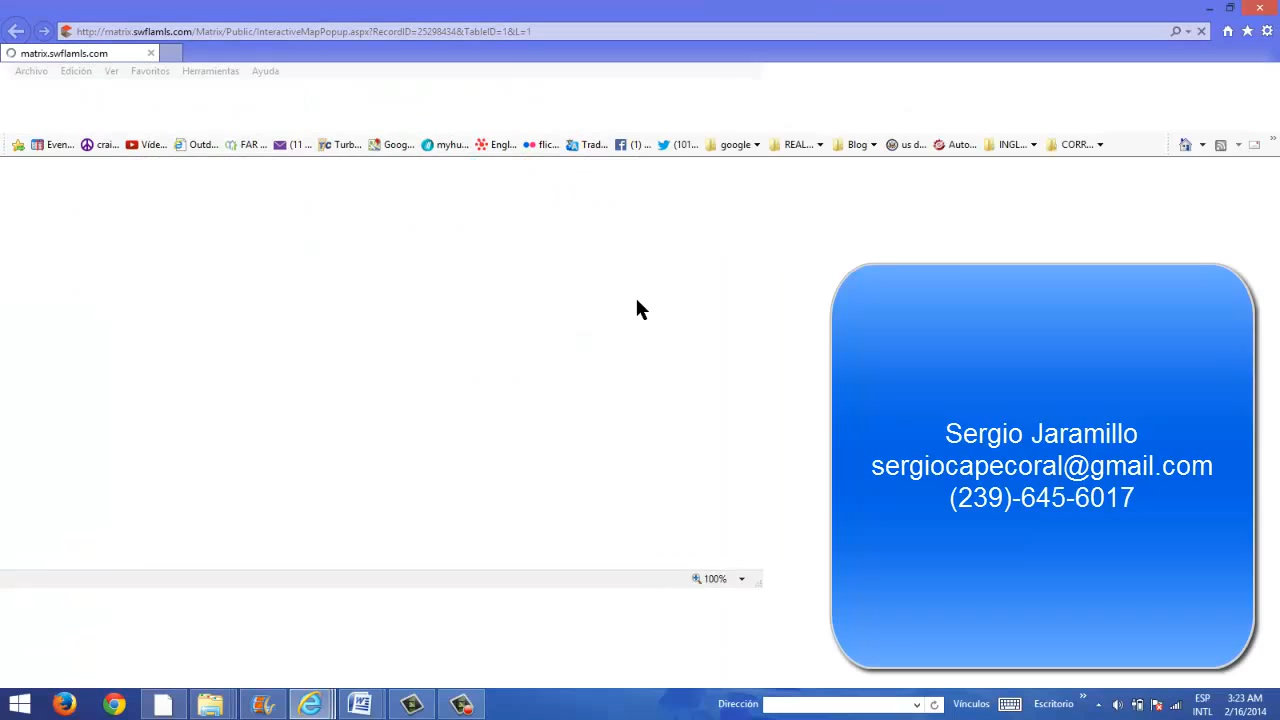 http://matrix.swflamls.com/Matrix/Public/InteractiveMapPopup.aspx?RecordID=25298434&TableID=1&L=1
matrix.swflamls.com
Archivo Edición Ver Favoritos Herramientas Ayuda
Even... crai... Víde... Outd... FAR ... (11 ... Turb... Goog... myhu... Engl... flic... Trad... (1) ... (101... google REAL... Blog us d... Auto... INGL... CORR...
Sergio Jaramillo
sergiocapecoral@gmail.com
(239)-645-6017
100%
Dirección Vínculos Escritorio ESP 3:23 AM
INTL 2/16/2014